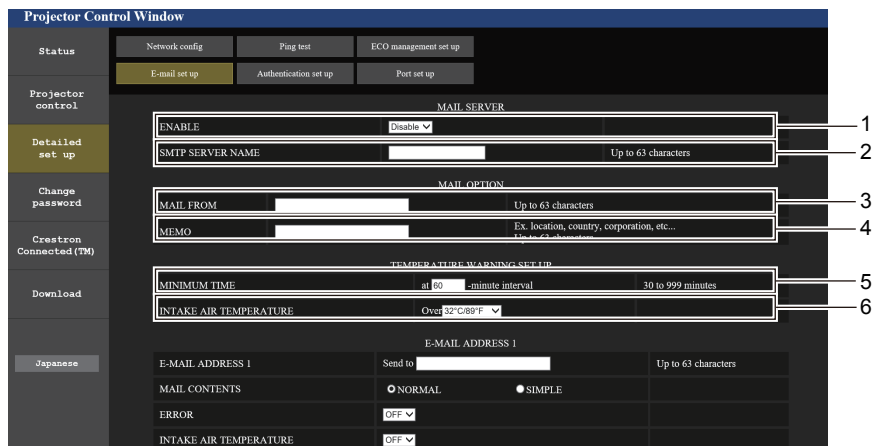 Projector Control Window
Status
Network config Ping test ECO management set up
E-mail set up Authentication set up Port set up
Projector control
MAIL SERVER
ENABLE Disable 1
Detailed set up
SMTP SERVER NAME Up to 63 characters 2
MAIL OPTION
Change password
MAIL FROM Up to 63 characters 3
MEMO Ex. location, country, corporation, etc... 4
Up to 63 characters
Crestron Connected(TM)
TEMPERATURE WARNING SET UP
MINIMUM TIME at 60 -minute interval 30 to 999 minutes 5
Download
INTAKE AIR TEMPERATURE Over 32°C/89°F 6
E-MAIL ADDRESS 1
Japanese
E-MAIL ADDRESS 1 Send to Up to 63 characters
MAIL CONTENTS NORMAL SIMPLE
ERROR OFF
INTAKE AIR TEMPERATURE OFF